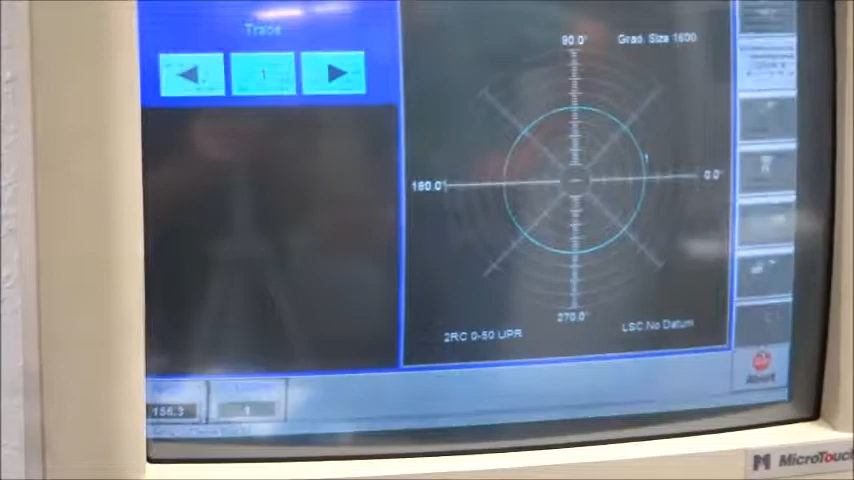 Trace
1
90.0°
Grad. Size 1600
180.0°
0.0°
270.0°
2RC 0-50 UPR
LSC No Datum
156.3
1
Abort
MicroTouch